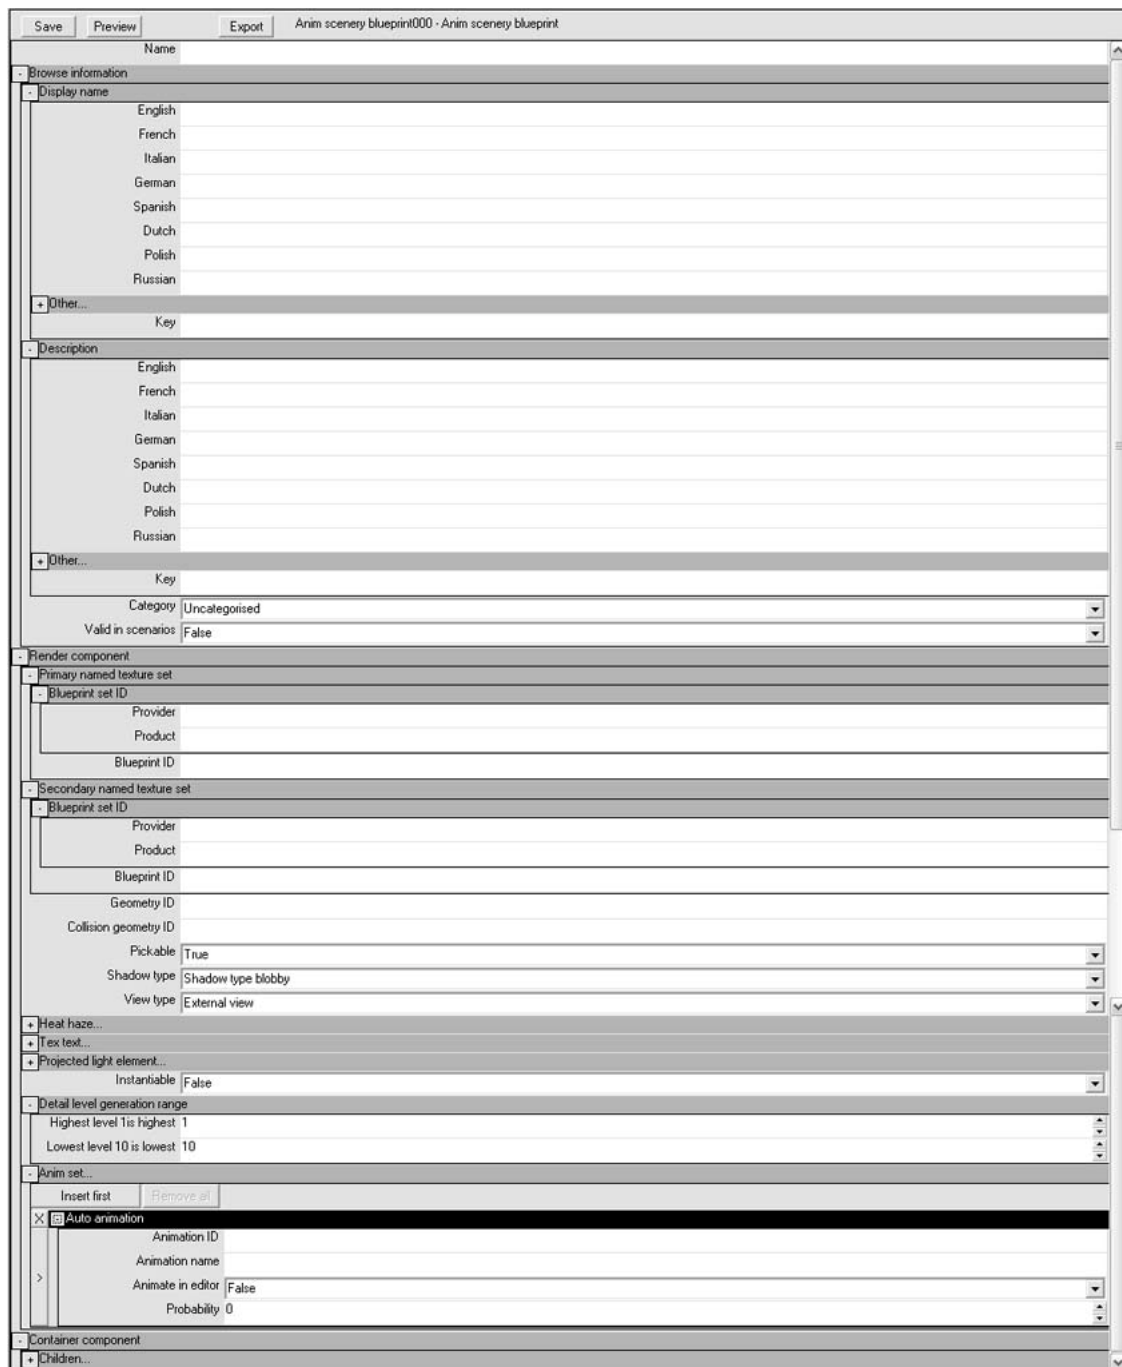 Save Preview Export Anim scenery blueprint000 - Anim scenery blueprint
Name
- Browse information
- Display name
English
French
Italian
German
Spanish
Dutch
Polish
Russian
+ Other...
Key
- Description
English
French
Italian
German
Spanish
Dutch
Polish
Russian
+ Other...
Key
Category Uncategorised
Valid in scenarios False
- Render component
- Primary named texture set
- Blueprint set ID
Provider
Product
Blueprint ID
- Secondary named texture set
- Blueprint set ID
Provider
Product
Blueprint ID
Geometry ID
Collision geometry ID
Pickable True
Shadow type Shadow type blobby
View type External view
+ Heat haze...
+ Tex text...
+ Projected light element...
Instantiable False
- Detail level generation range
Highest level 1is highest 1
Lowest level 10 is lowest 10
- Anim set...
Insert first Remove all
X - Auto animation
Animation ID
Animation name
> Animate in editor False
Probability 0
- Container component
+ Children...